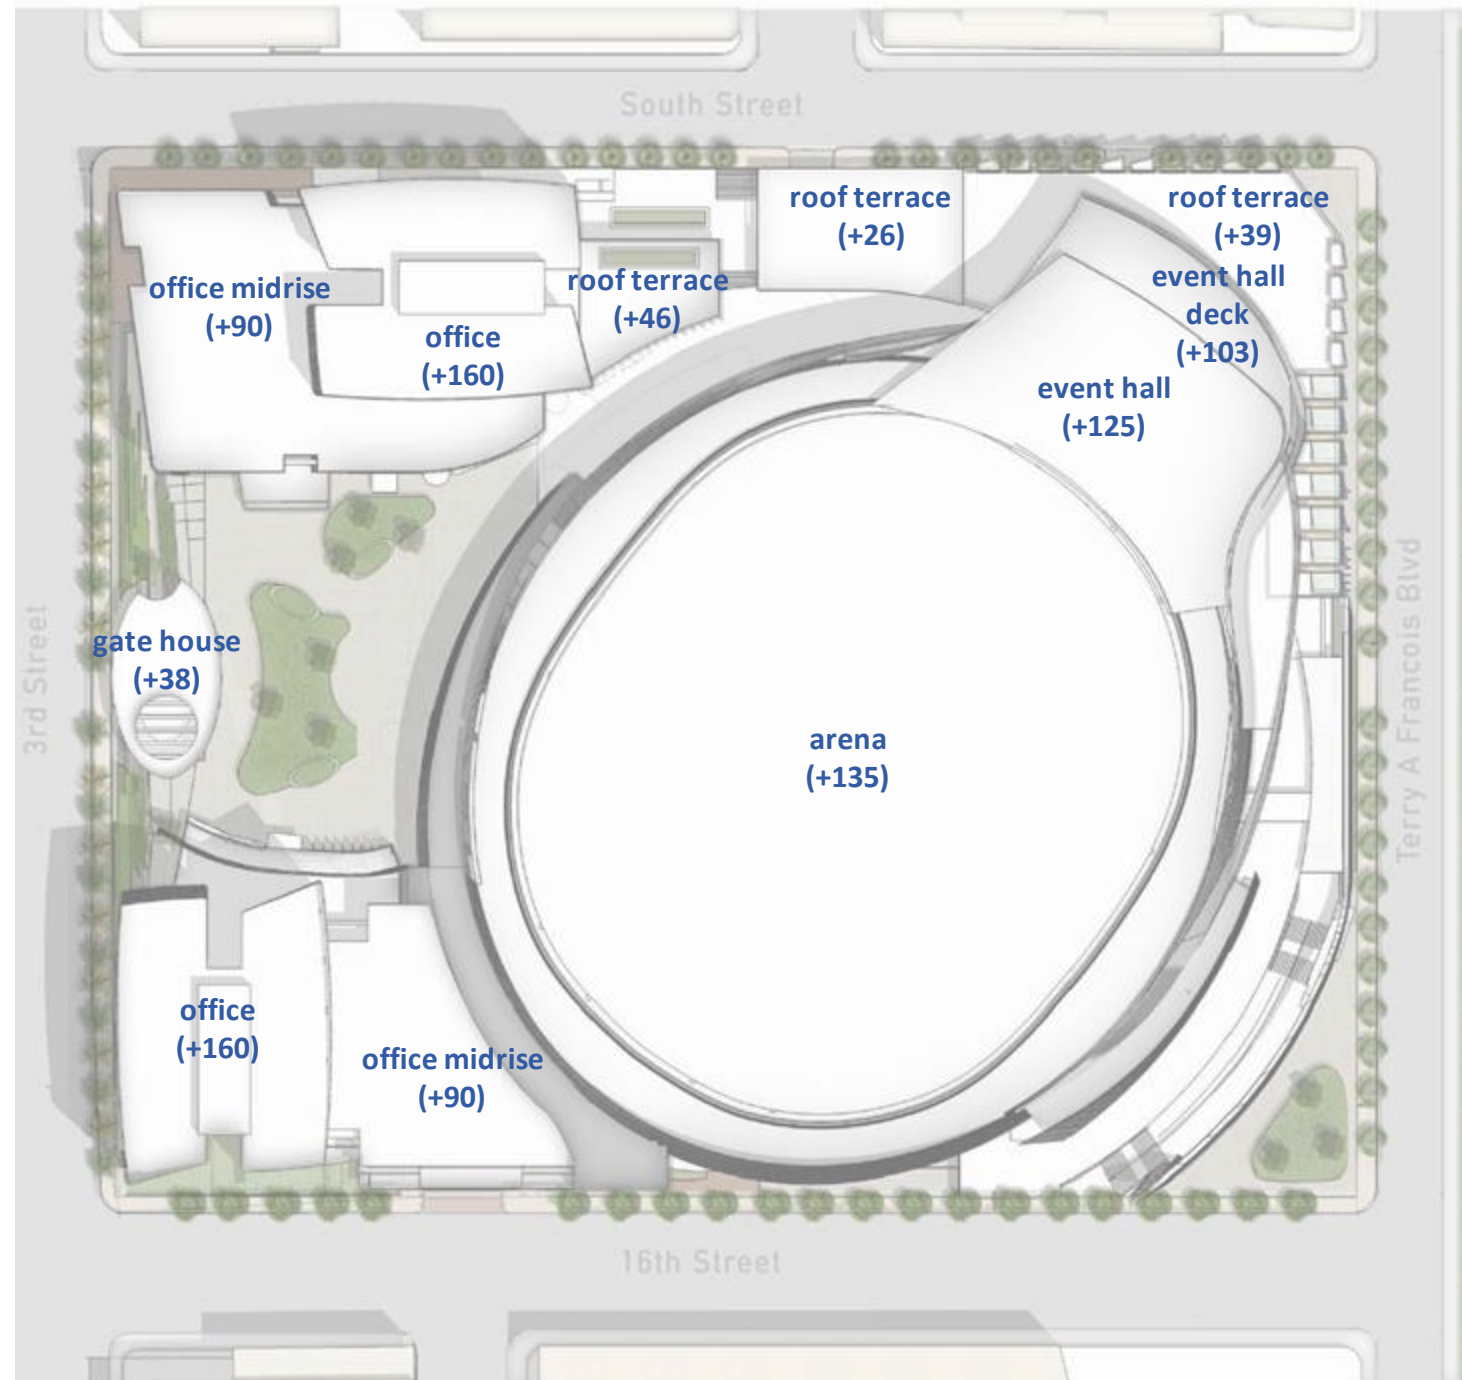 South Street
roof terrace
(+26)
roof terrace
(+39)
office midrise
(+90)
office
(+160)
roof terrace
(+46)
event hall
deck
(+103)
event hall
(+125)
gate house
(+38)
3rd Street
arena
(+135)
Terry A Francois Blvd
office
(+160)
office midrise
(+90)
16th Street